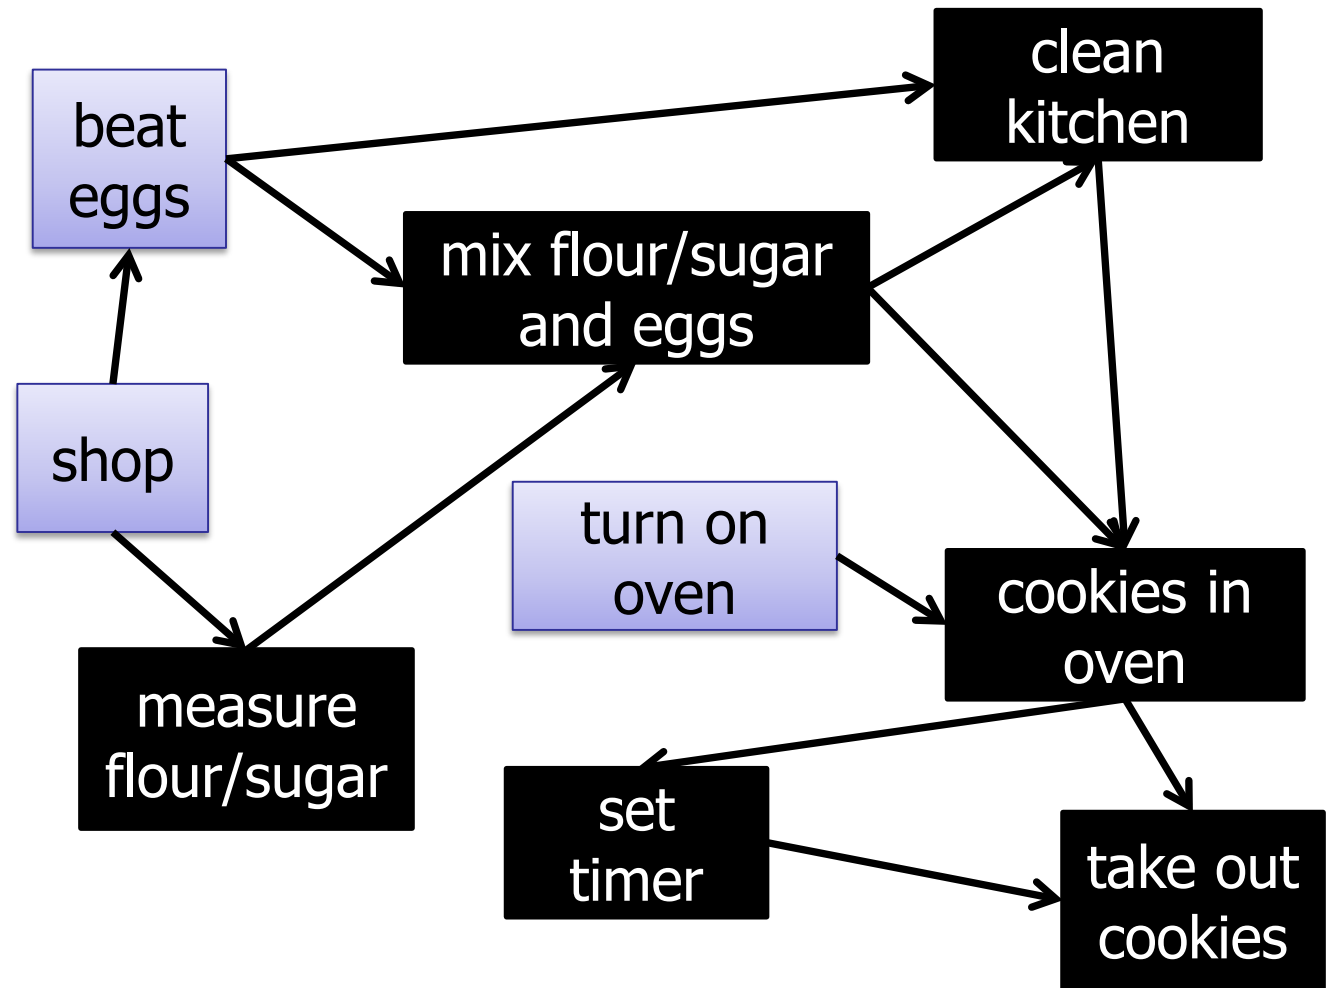 clean
kitchen
beat
eggs
mix flour/sugar
and eggs
shop
turn on
oven
cookies in
oven
measure
flour/sugar
set
timer
take out
cookies